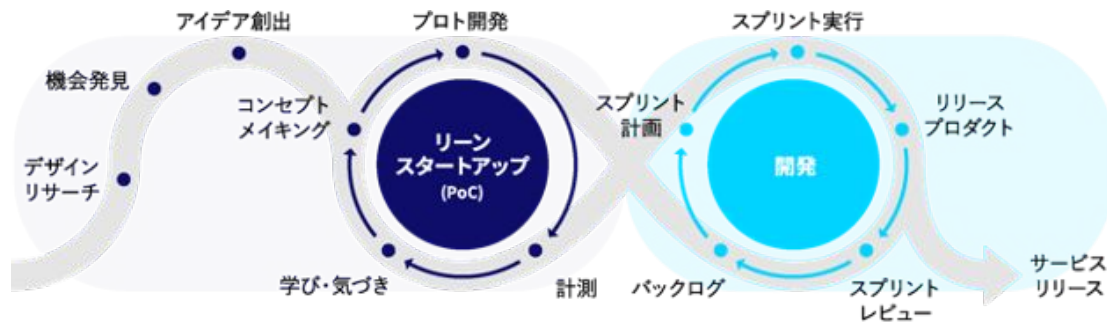 アイデア創出
機会発見
デザイン
リサーチ
プロト開発
コンセプト
メイキング
リーン
スタートアップ
(PoC)
学び・気づき
計測
スプリント実行
スプリント
計画
リリース
プロダクト
開発
バックログ
スプリント
レビュー
サービス
リリース